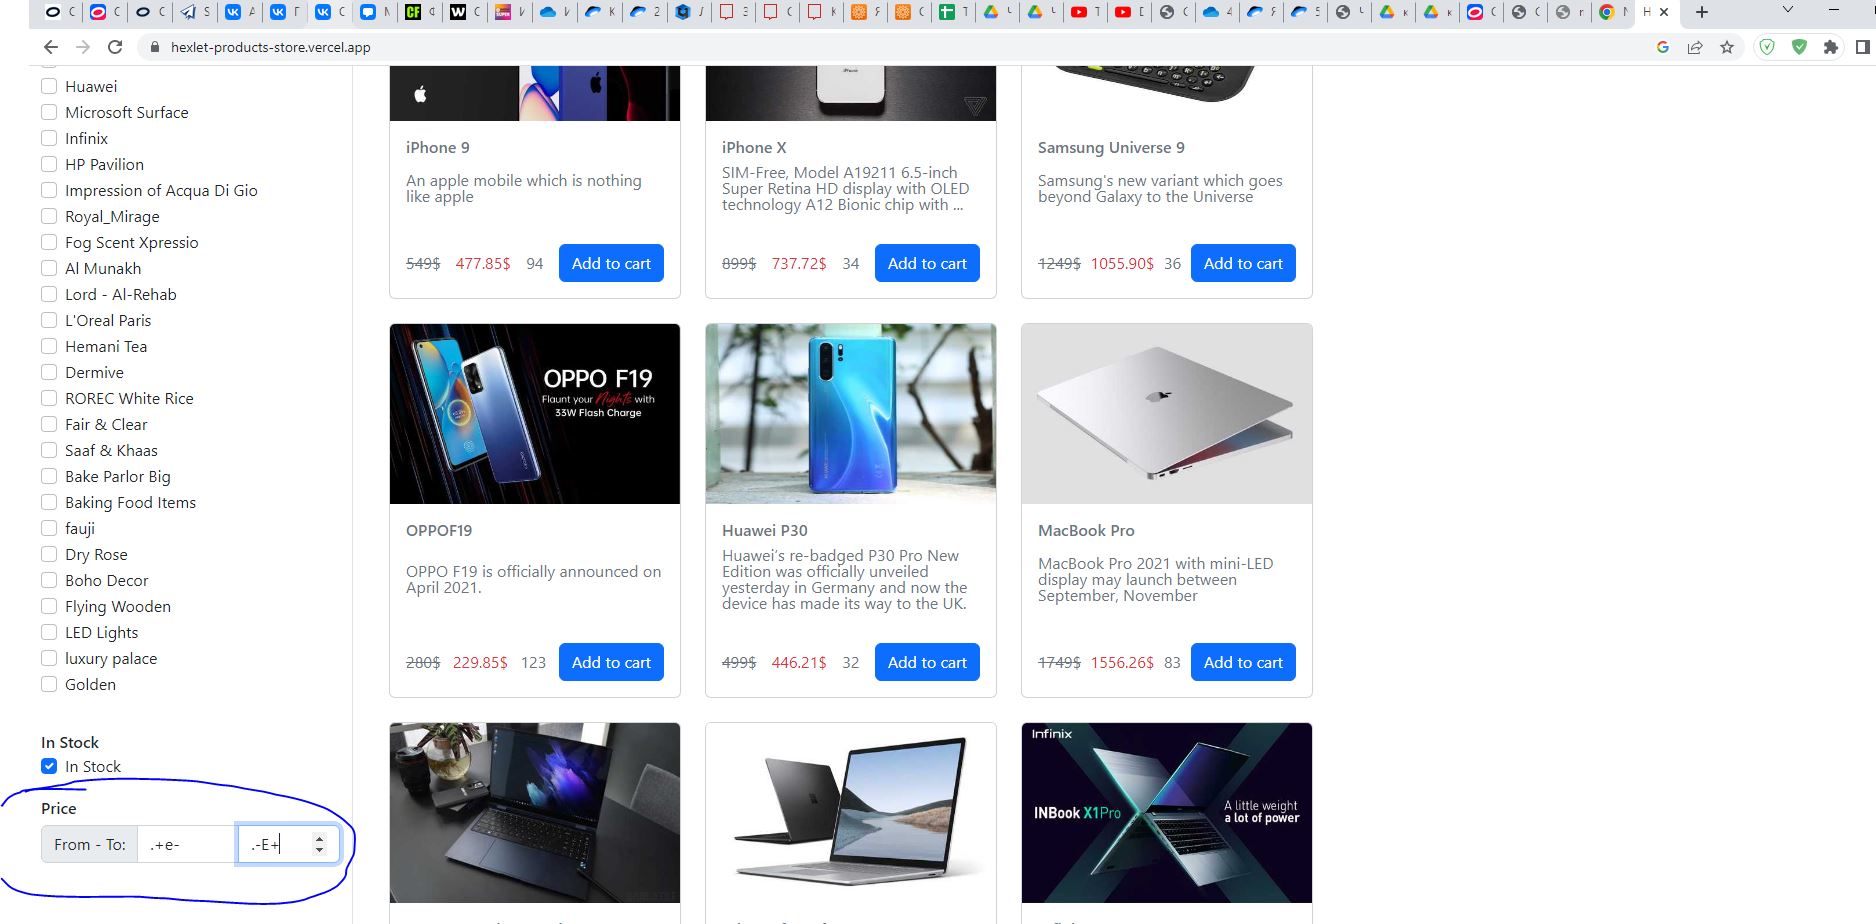 hexlet-products-store.vercel.app
Huawei
Microsoft Surface
Infinix
HP Pavilion
Impression of Acqua Di Gio
Royal_Mirage
Fog Scent Xpressio
Al Munakh
Lord - Al-Rehab
L'Oreal Paris
Hemani Tea
Dermive
ROREC White Rice
Fair & Clear
Saaf & Khaas
Bake Parlor Big
Baking Food Items
fauji
Dry Rose
Boho Decor
Flying Wooden
LED Lights
luxury palace
Golden
In Stock
In Stock
Price
From - To:
.+e-
.-E+
iPhone 9
An apple mobile which is nothing
like apple
549$ 477.85$ 94 Add to cart
iPhone
iPhone X
SIM-Free, Model A19211 6.5-inch
Super Retina HD display with OLED
technology A12 Bionic chip with ...
899$ 737.72$ 34 Add to cart
Samsung Universe 9
Samsung's new variant which goes
beyond Galaxy to the Universe
1249$ 1055.90$ 36 Add to cart
OPPO F19
Flaunt your Nights with
33W Flash Charge
OPPOF19
OPPO F19 is officially announced on
April 2021.
280$ 229.85$ 123 Add to cart
Huawei P30
Huawei's re-badged P30 Pro New
Edition was officially unveiled
yesterday in Germany and now the
device has made its way to the UK.
499$ 446.21$ 32 Add to cart
MacBook Pro
MacBook Pro 2021 with mini-LED
display may launch between
September, November
1749$ 1556.26$ 83 Add to cart
Infinix
INBook X1Pro
A little weight
a lot of power